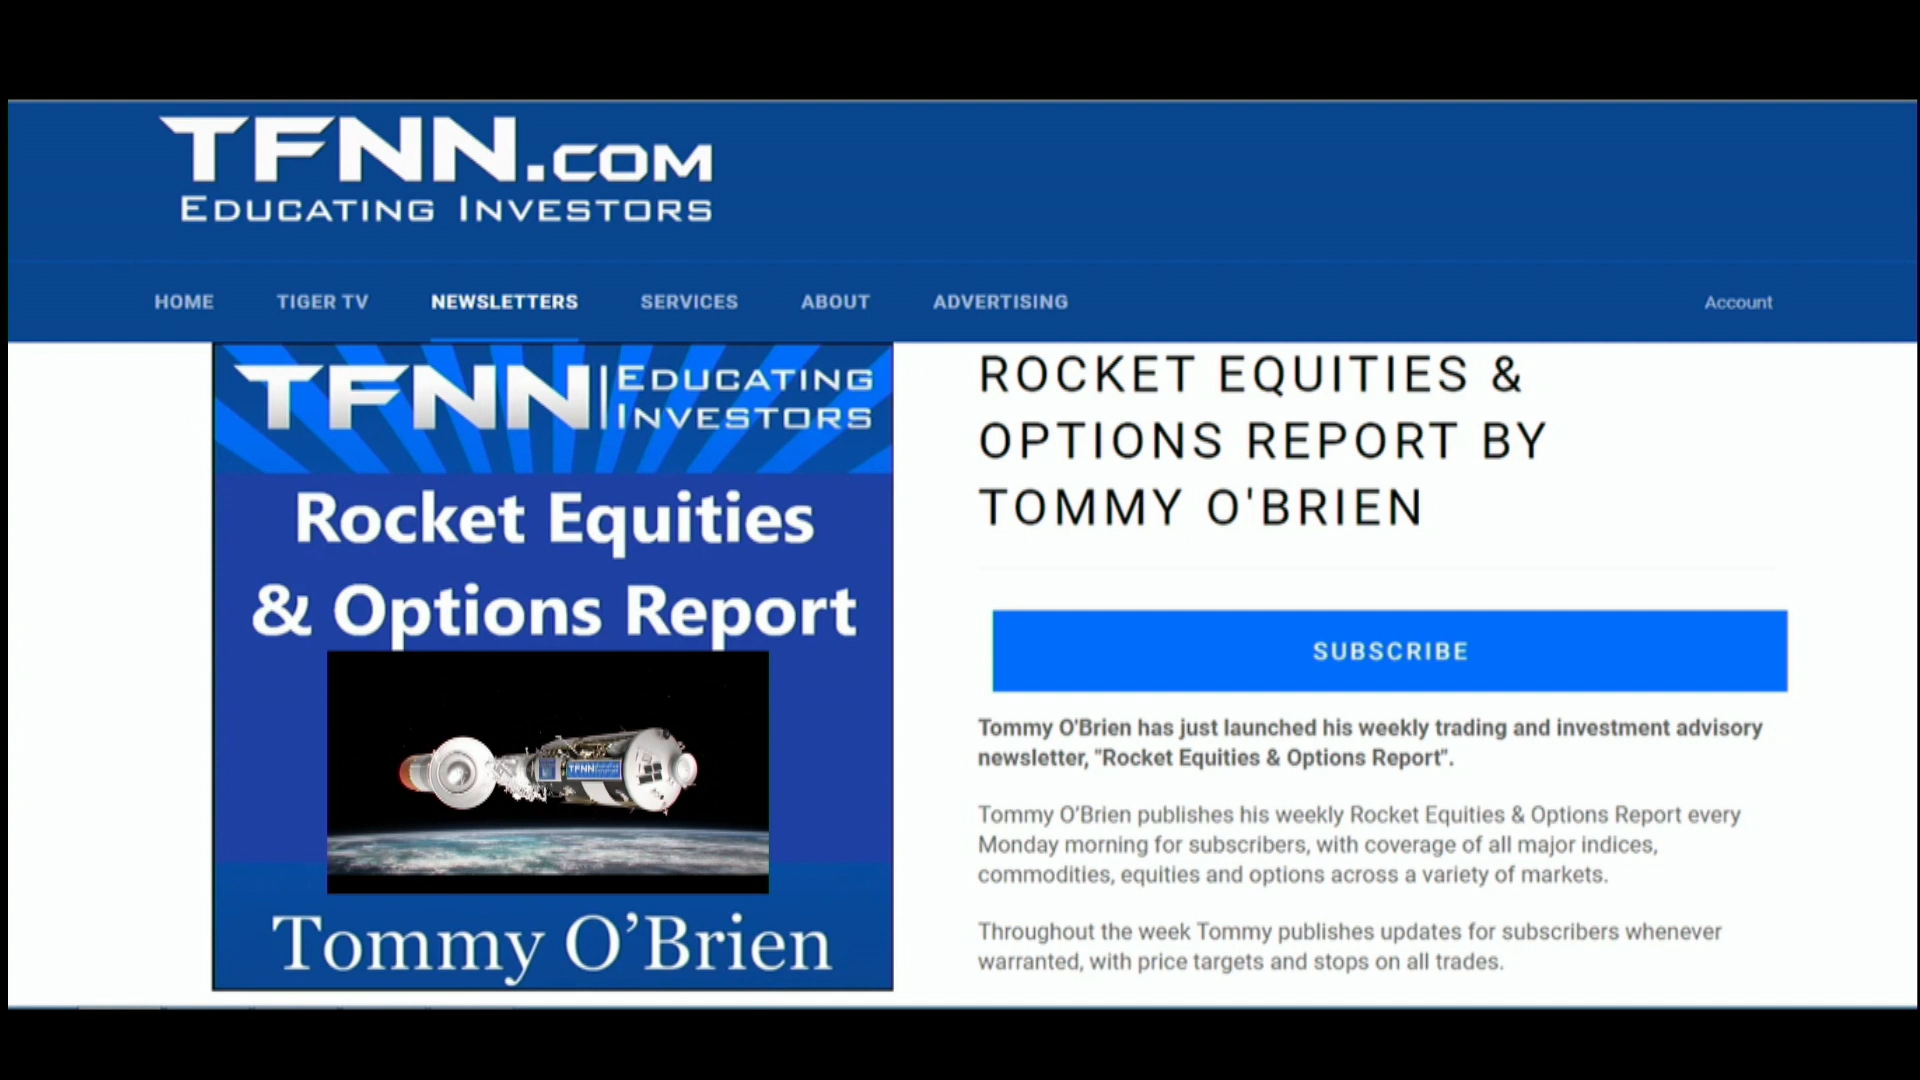 TFNN.COM
EDUCATING INVESTORS
HOME TIGER TV NEWSLETTERS SERVICES ABOUT ADVERTISING Account
TFNN EDUCATING
INVESTORS
Rocket Equities
& Options Report
TFNN
Tommy O'Brien
ROCKET EQUITIES &
OPTIONS REPORT BY
TOMMY O'BRIEN
SUBSCRIBE
Tommy O'Brien has just launched his weekly trading and investment advisory
newsletter, "Rocket Equities & Options Report".
Tommy O'Brien publishes his weekly Rocket Equities & Options Report every
Monday morning for subscribers, with coverage of all major indices,
commodities, equities and options across a variety of markets.
Throughout the week Tommy publishes updates for subscribers whenever
warranted, with price targets and stops on all trades.